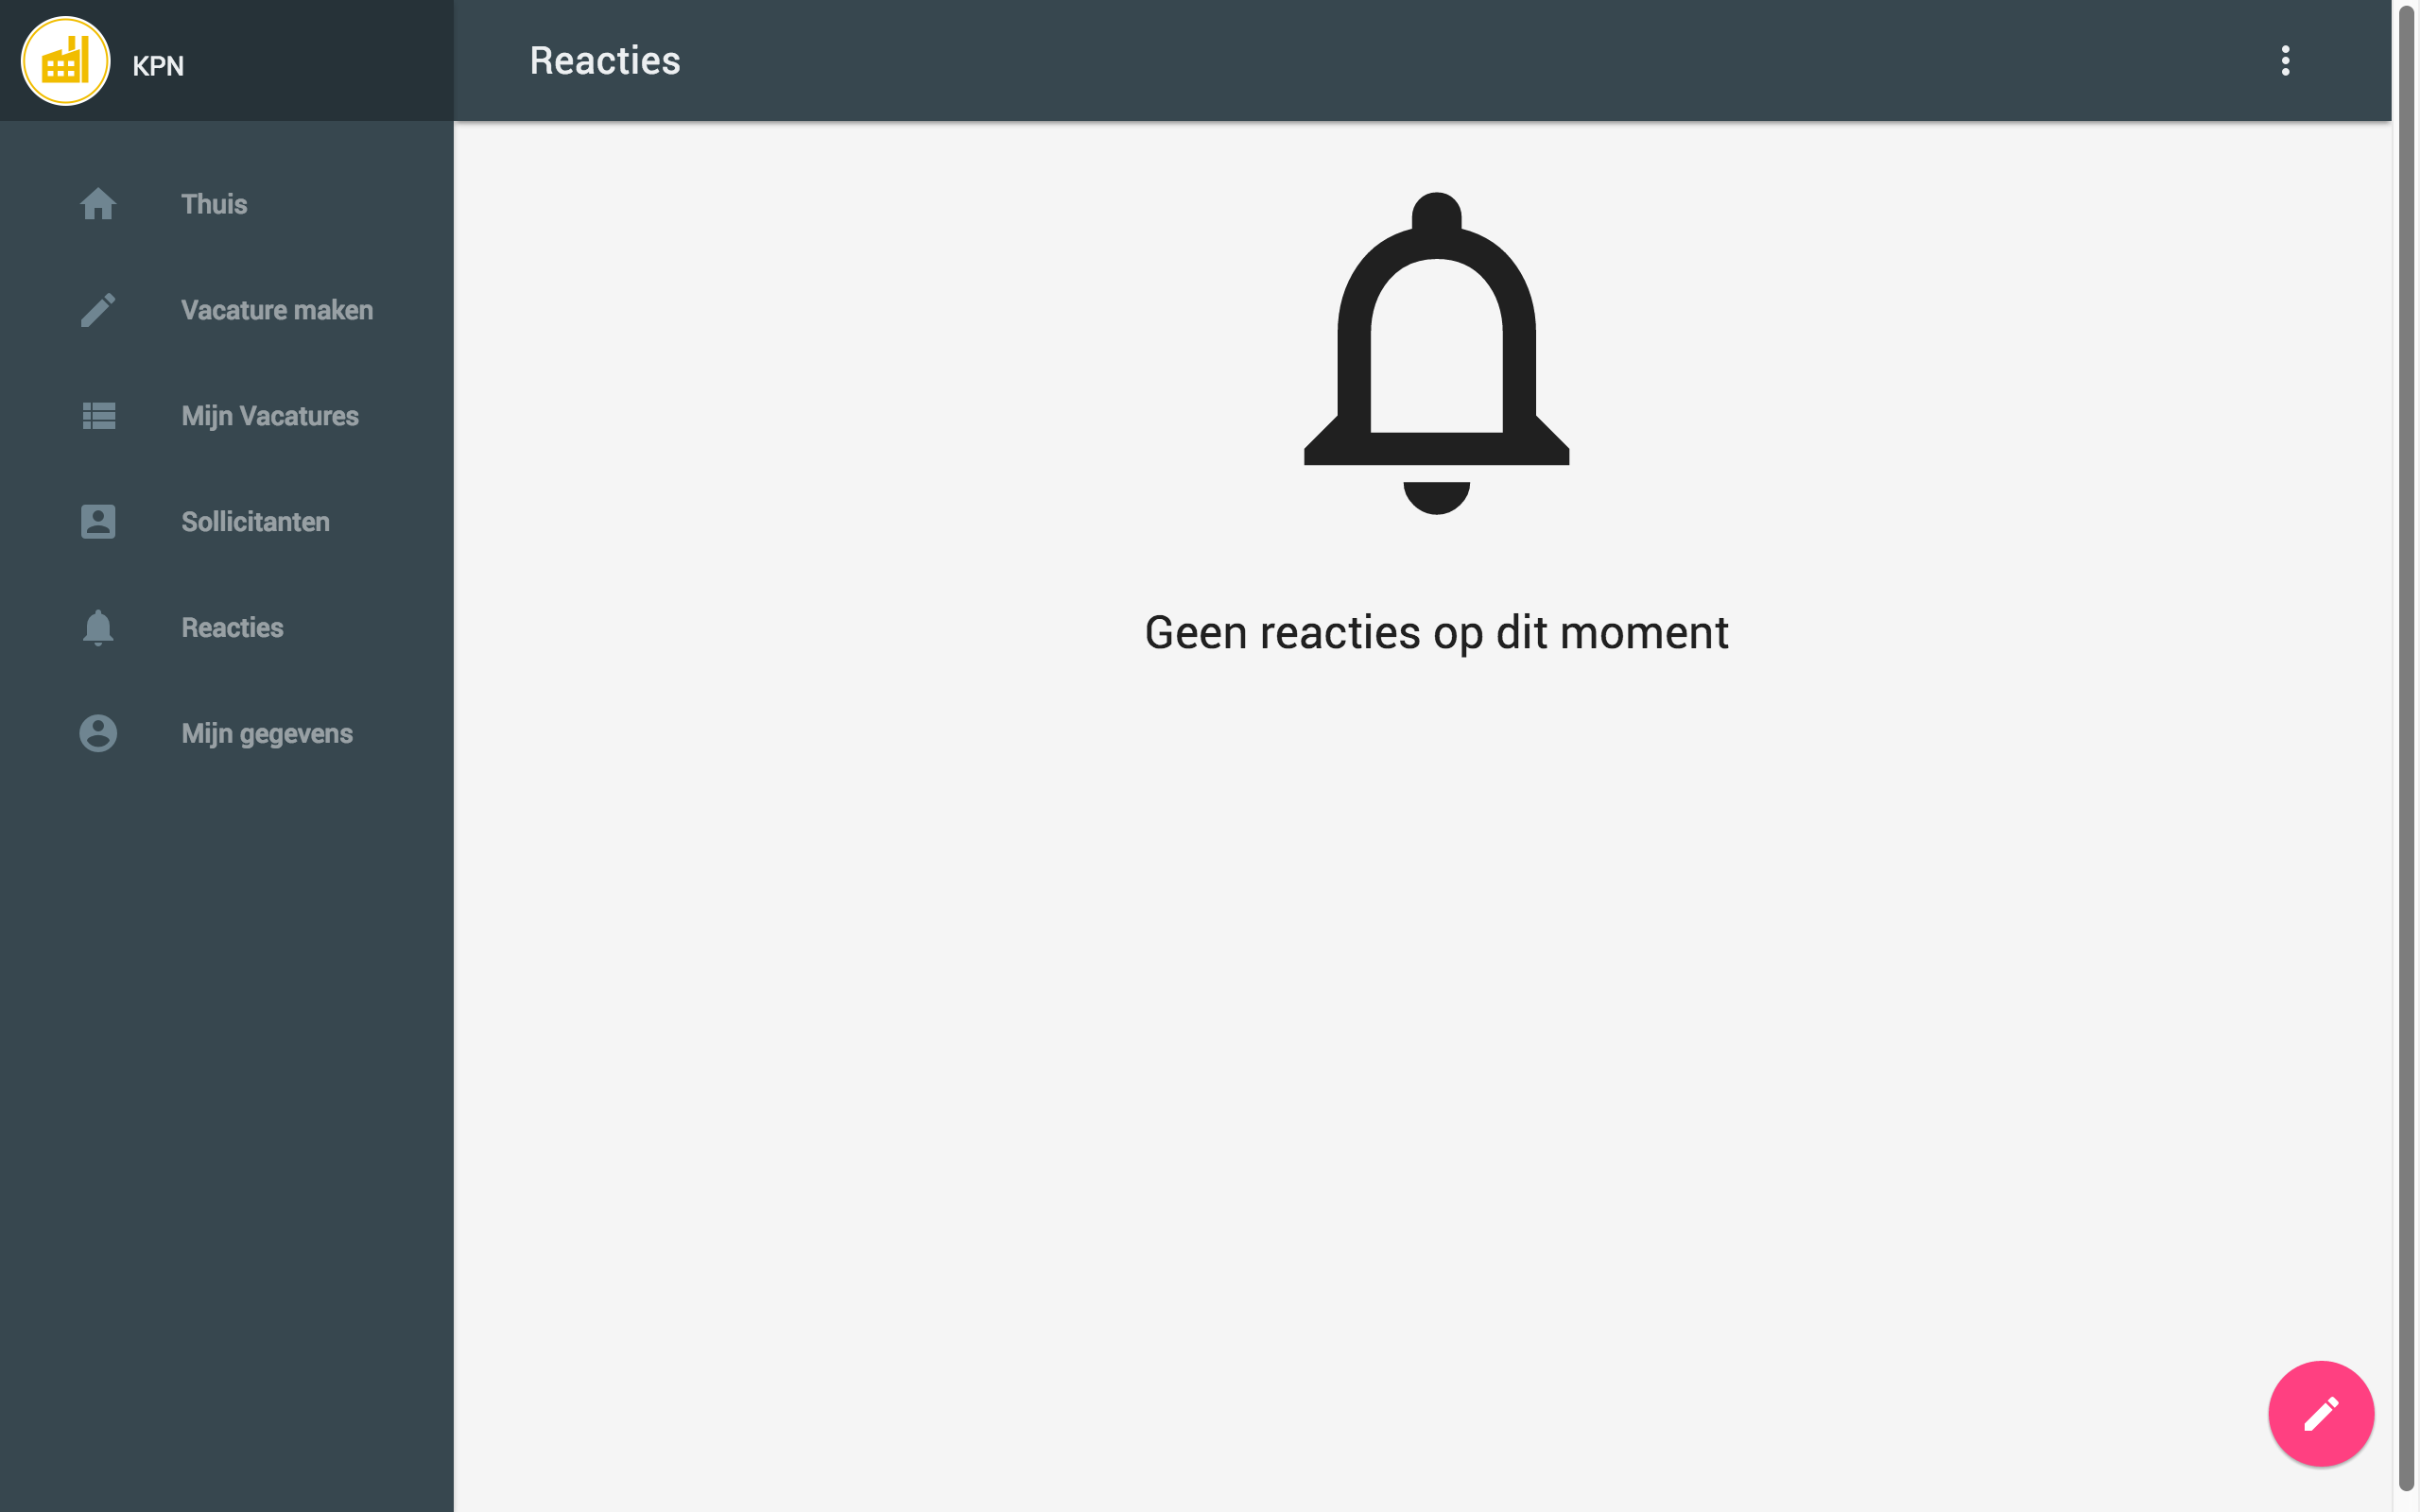 KPN
Reacties
Thuis
Vacature maken
Mijn Vacatures
Sollicitanten
Reacties
Mijn gegevens
Geen reacties op dit moment